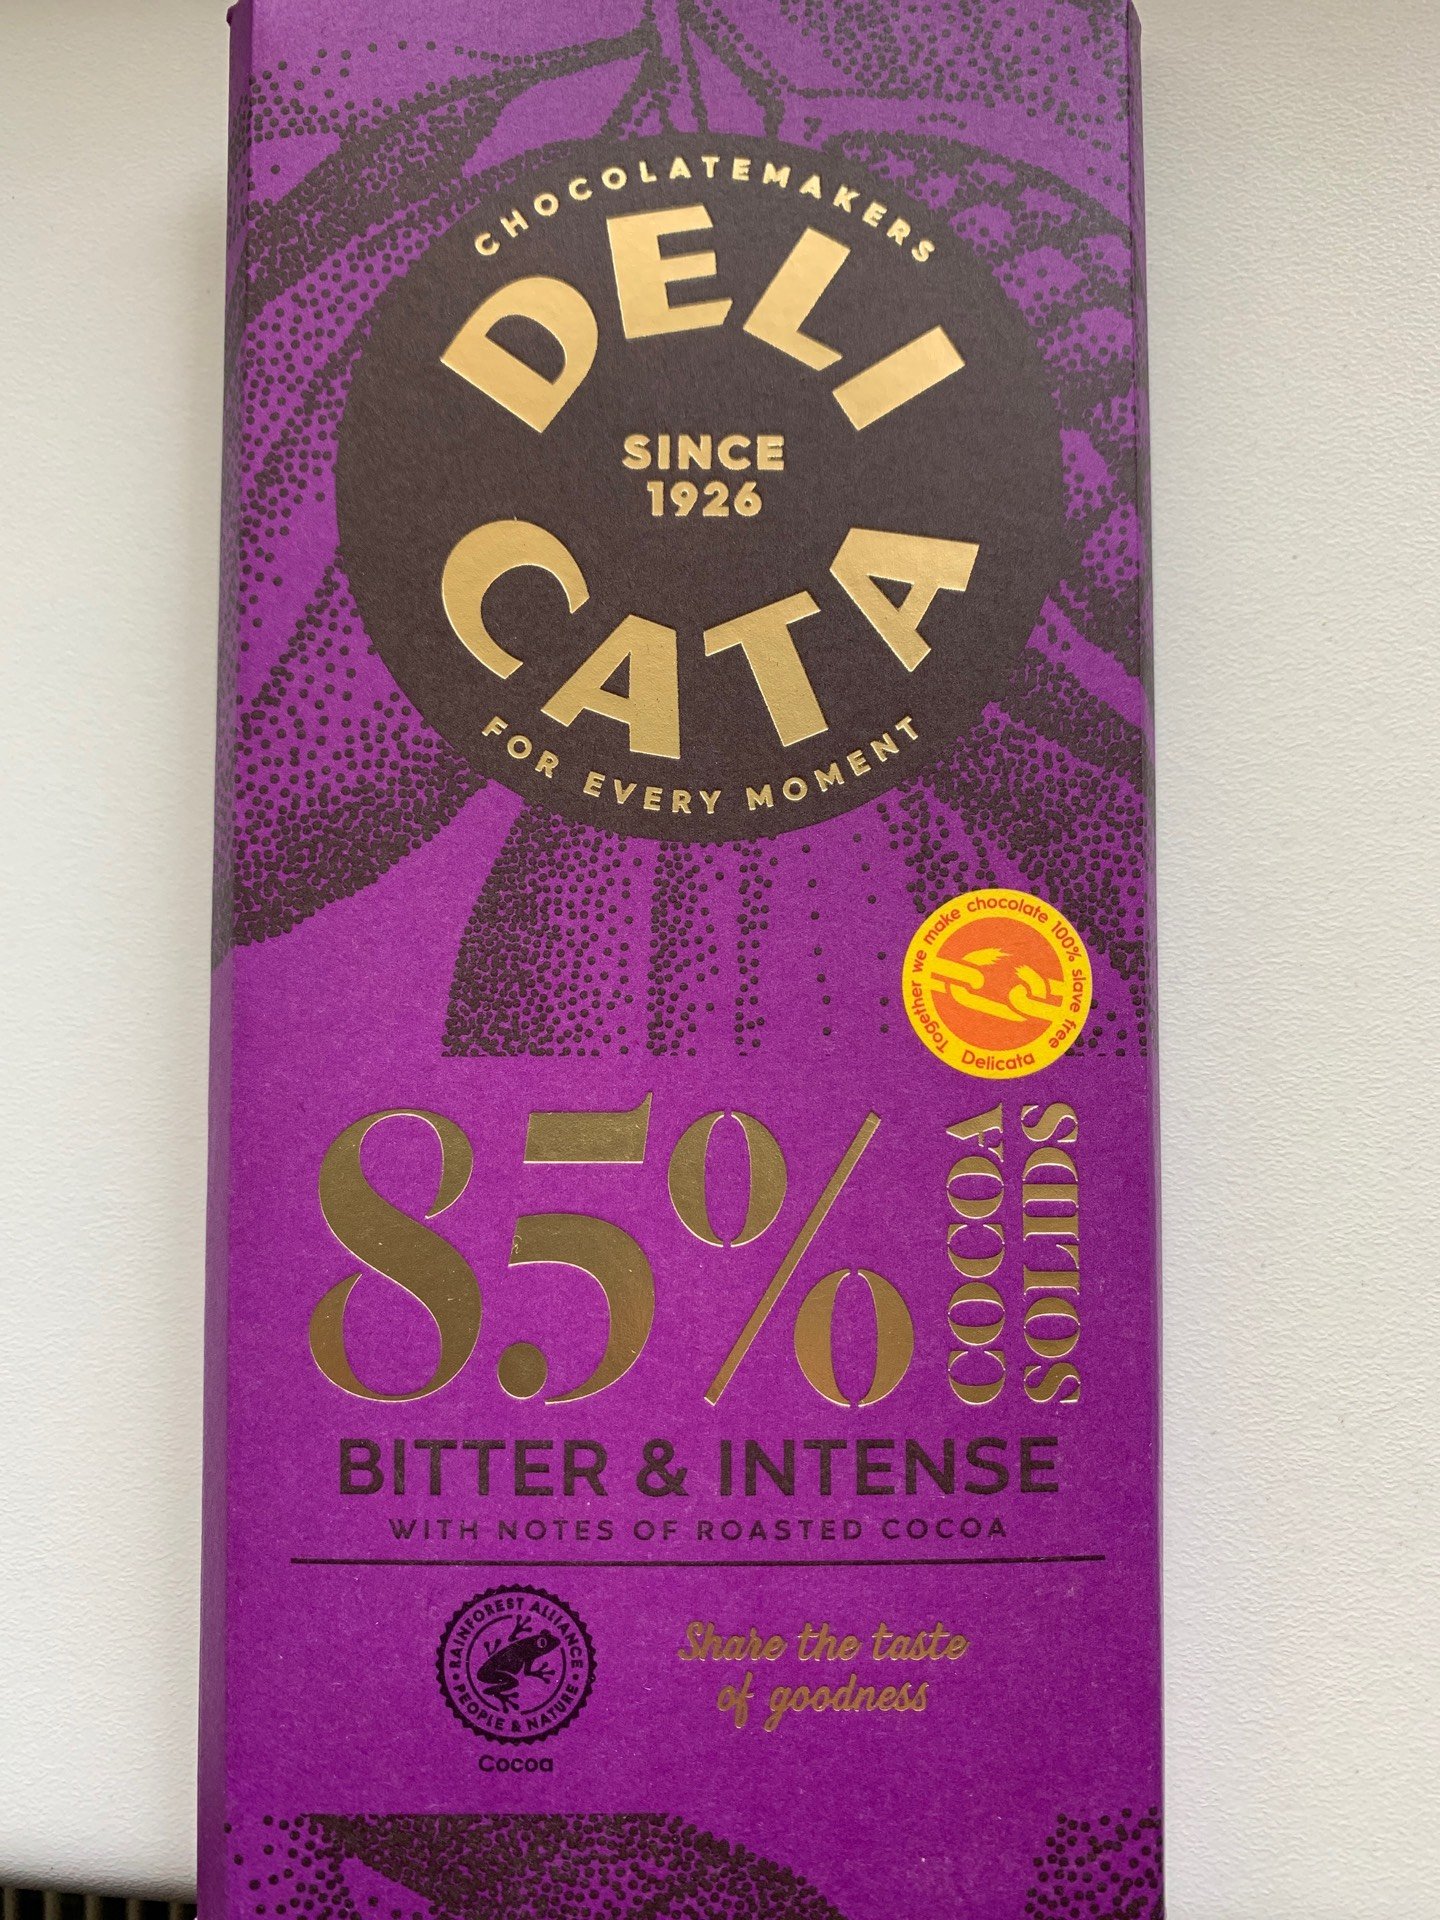 CHOCOLATEMAKERS
DELI
SINCE
1926
CATA
FOR EVERY MOMENT
Together we make chocolate 100% slave free
Delicata
85%
COCOA
SOLIDS
BITTER & INTENSE
WITH NOTES OF ROASTED COCOA
RAINFOREST ALLIANCE
PEOPLE & NATURE
Cocoa
Share the taste
of goodness